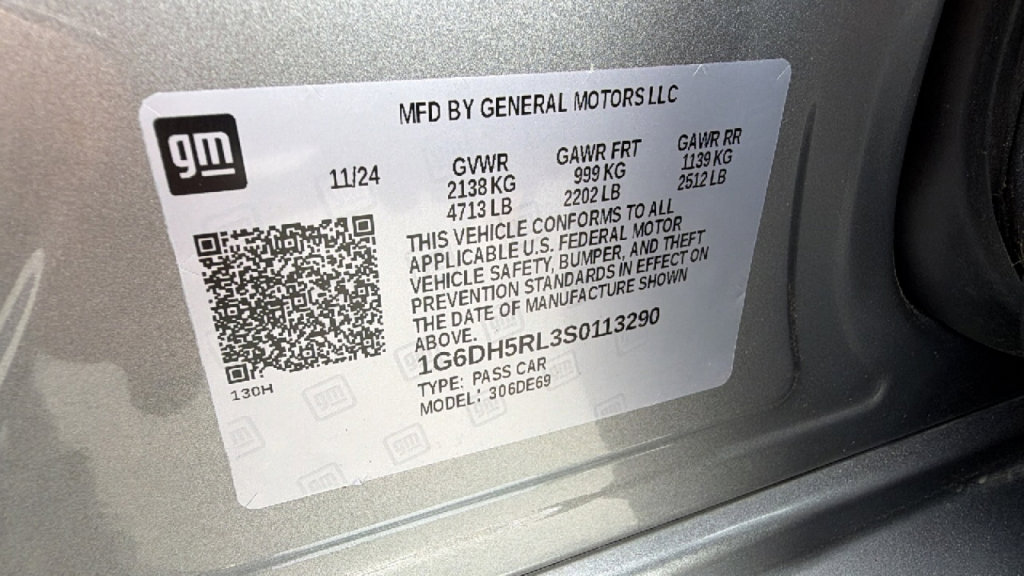 MFD BY GENERAL MOTORS LLC
gm
11/24
GVWR GAWR FRT GAWR RR
2138 KG 999 KG 1139 KG
4713 LB 2202 LB 2512 LB
THIS VEHICLE CONFORMS TO ALL
APPLICABLE U.S. FEDERAL MOTOR
VEHICLE SAFETY, BUMPER, AND THEFT
PREVENTION STANDARDS IN EFFECT ON
THE DATE OF MANUFACTURE SHOWN
ABOVE.
1G6DH5RL3S0113290
130H
TYPE: PASS CAR
MODEL: 306DE69